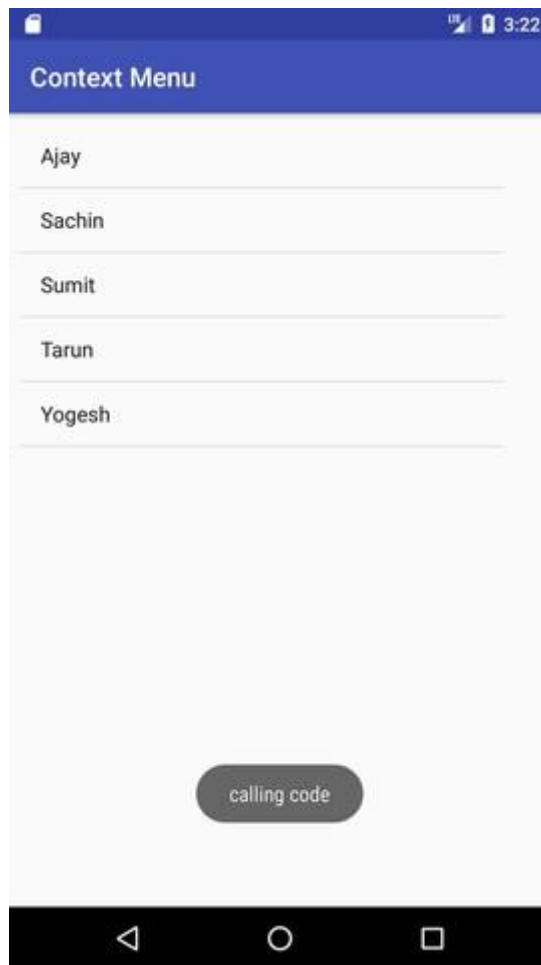 3:22
Context Menu
Ajay
Sachin
Sumit
Tarun
Yogesh
calling code